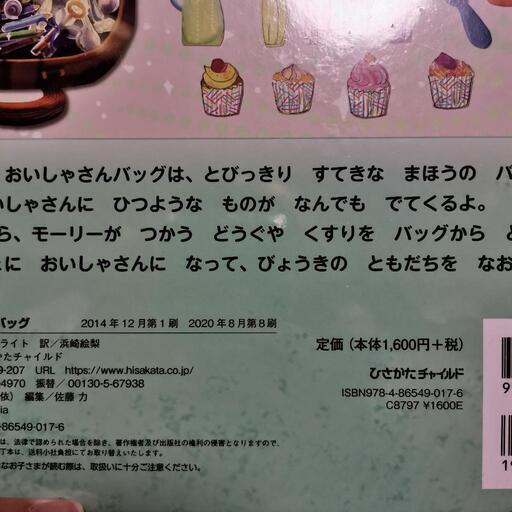 おいしゃさんバッグは、とびっきり すてきな まほうの バ
いしゃさんに ひつような ものが なんでも でてくるよ。
ら、モーリーが つかう どうぐや くすりを バッグから と
に おいしゃさんに なって、びょうきの ともだちを なお
バッグ 2014年12月第1刷 2020年8月第8刷
ライト 訳／浜崎絵梨
かたチャイルド
9-207 URL https://www.hisakata.co.jp/
04970 振替／00130-5-67938
依） 編集／佐藤 力
ia
-86549-017-6
は、法律で認められた場合を除き、著作権者及び出版社の権利の侵害となりますので、
丁本は、送料小社負担にてお取り替えいたします。
なお子さまが読む際は、取扱いに十分ご注意ください。
定価（本体1,600円＋税）
ひさかたチャイルド
ISBN978-4-86549-017-6
C8797 ¥1600E
9
19